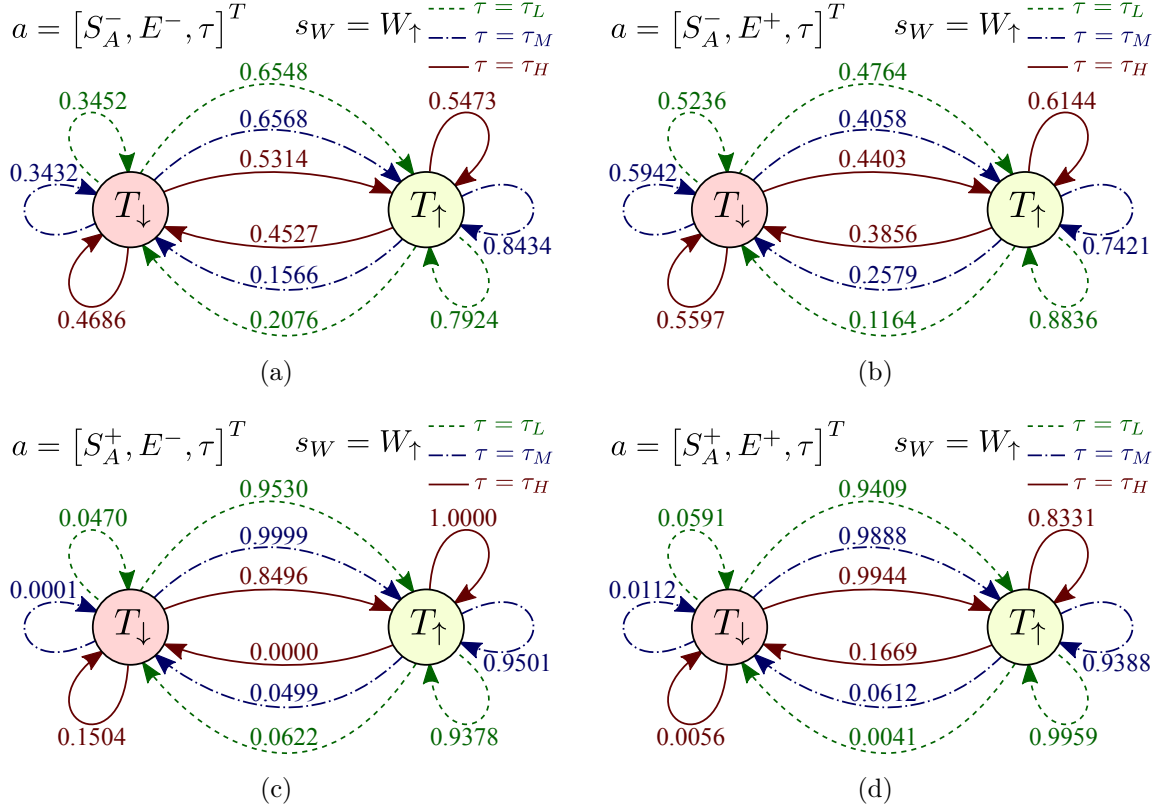 a = [S_A^-, E^-, τ]^T s_W = W_↑
τ = τ_L
τ = τ_M
τ = τ_H
0.6548
0.3452
0.6568
0.5473
0.3432
0.5314
T_↓
T_↑
0.4527
0.8434
0.1566
0.4686
0.2076
0.7924
(a)
a = [S_A^-, E^+, τ]^T s_W = W_↑
τ = τ_L
τ = τ_M
τ = τ_H
0.4764
0.5236
0.4058
0.6144
0.5942
0.4403
T_↓
T_↑
0.3856
0.7421
0.2579
0.5597
0.1164
0.8836
(b)
a = [S_A^+, E^-, τ]^T s_W = W_↑
τ = τ_L
τ = τ_M
τ = τ_H
0.9530
0.0470
0.9999
1.0000
0.0001
0.8496
T_↓
T_↑
0.0000
0.9501
0.0499
0.1504
0.0622
0.9378
(c)
a = [S_A^+, E^+, τ]^T s_W = W_↑
τ = τ_L
τ = τ_M
τ = τ_H
0.9409
0.0591
0.9888
0.8331
0.0112
0.9944
T_↓
T_↑
0.1669
0.9388
0.0612
0.0056
0.0041
0.9959
(d)